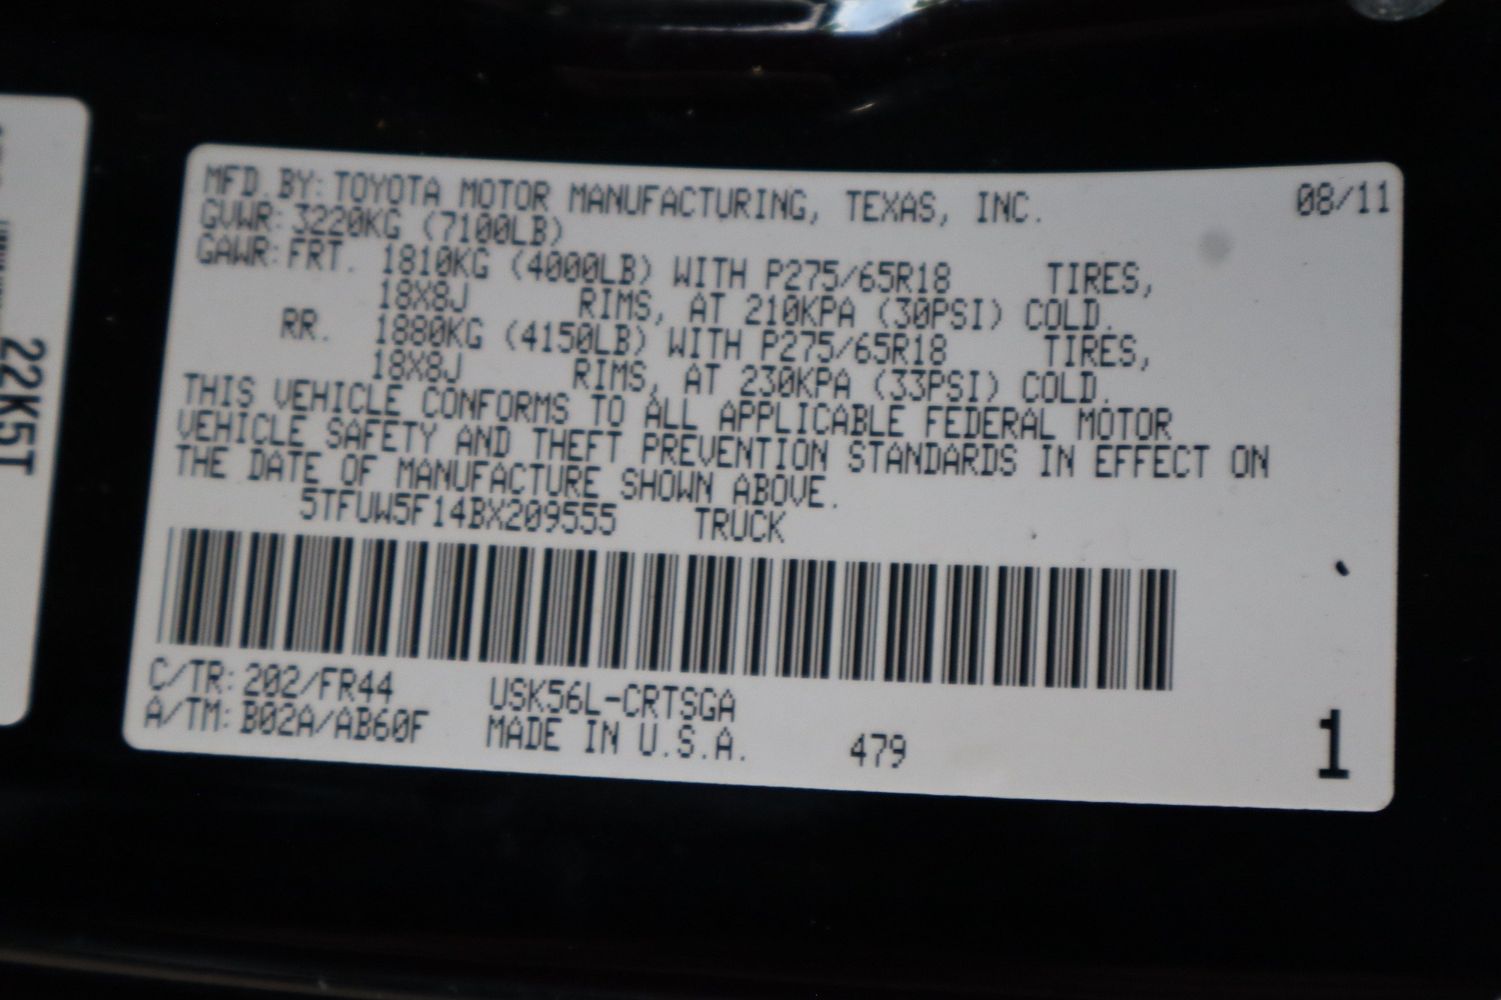 MFD. BY: TOYOTA MOTOR MANUFACTURING, TEXAS, INC. 08/11
GVWR: 3220KG (7100LB)
GAWR: FRT. 1810KG (4000LB) WITH P275/65R18 TIRES,
18X8J RIMS, AT 210KPA (30PSI) COLD.
RR. 1880KG (4150LB) WITH P275/65R18 TIRES,
18X8J RIMS, AT 230KPA (33PSI) COLD.
THIS VEHICLE CONFORMS TO ALL APPLICABLE FEDERAL MOTOR
VEHICLE SAFETY AND THEFT PREVENTION STANDARDS IN EFFECT ON
THE DATE OF MANUFACTURE SHOWN ABOVE.
5TFUW5F14BX209555 TRUCK
C/TR: 202/FR44 USK56L-CRTSGA
A/TM: B02A/AB60F MADE IN U.S.A. 479
1
22K5T